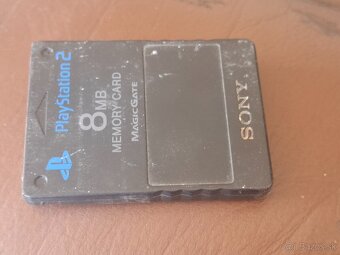 PlayStation 2
8MB
MEMORY CARD
MAGICGATE
SONY